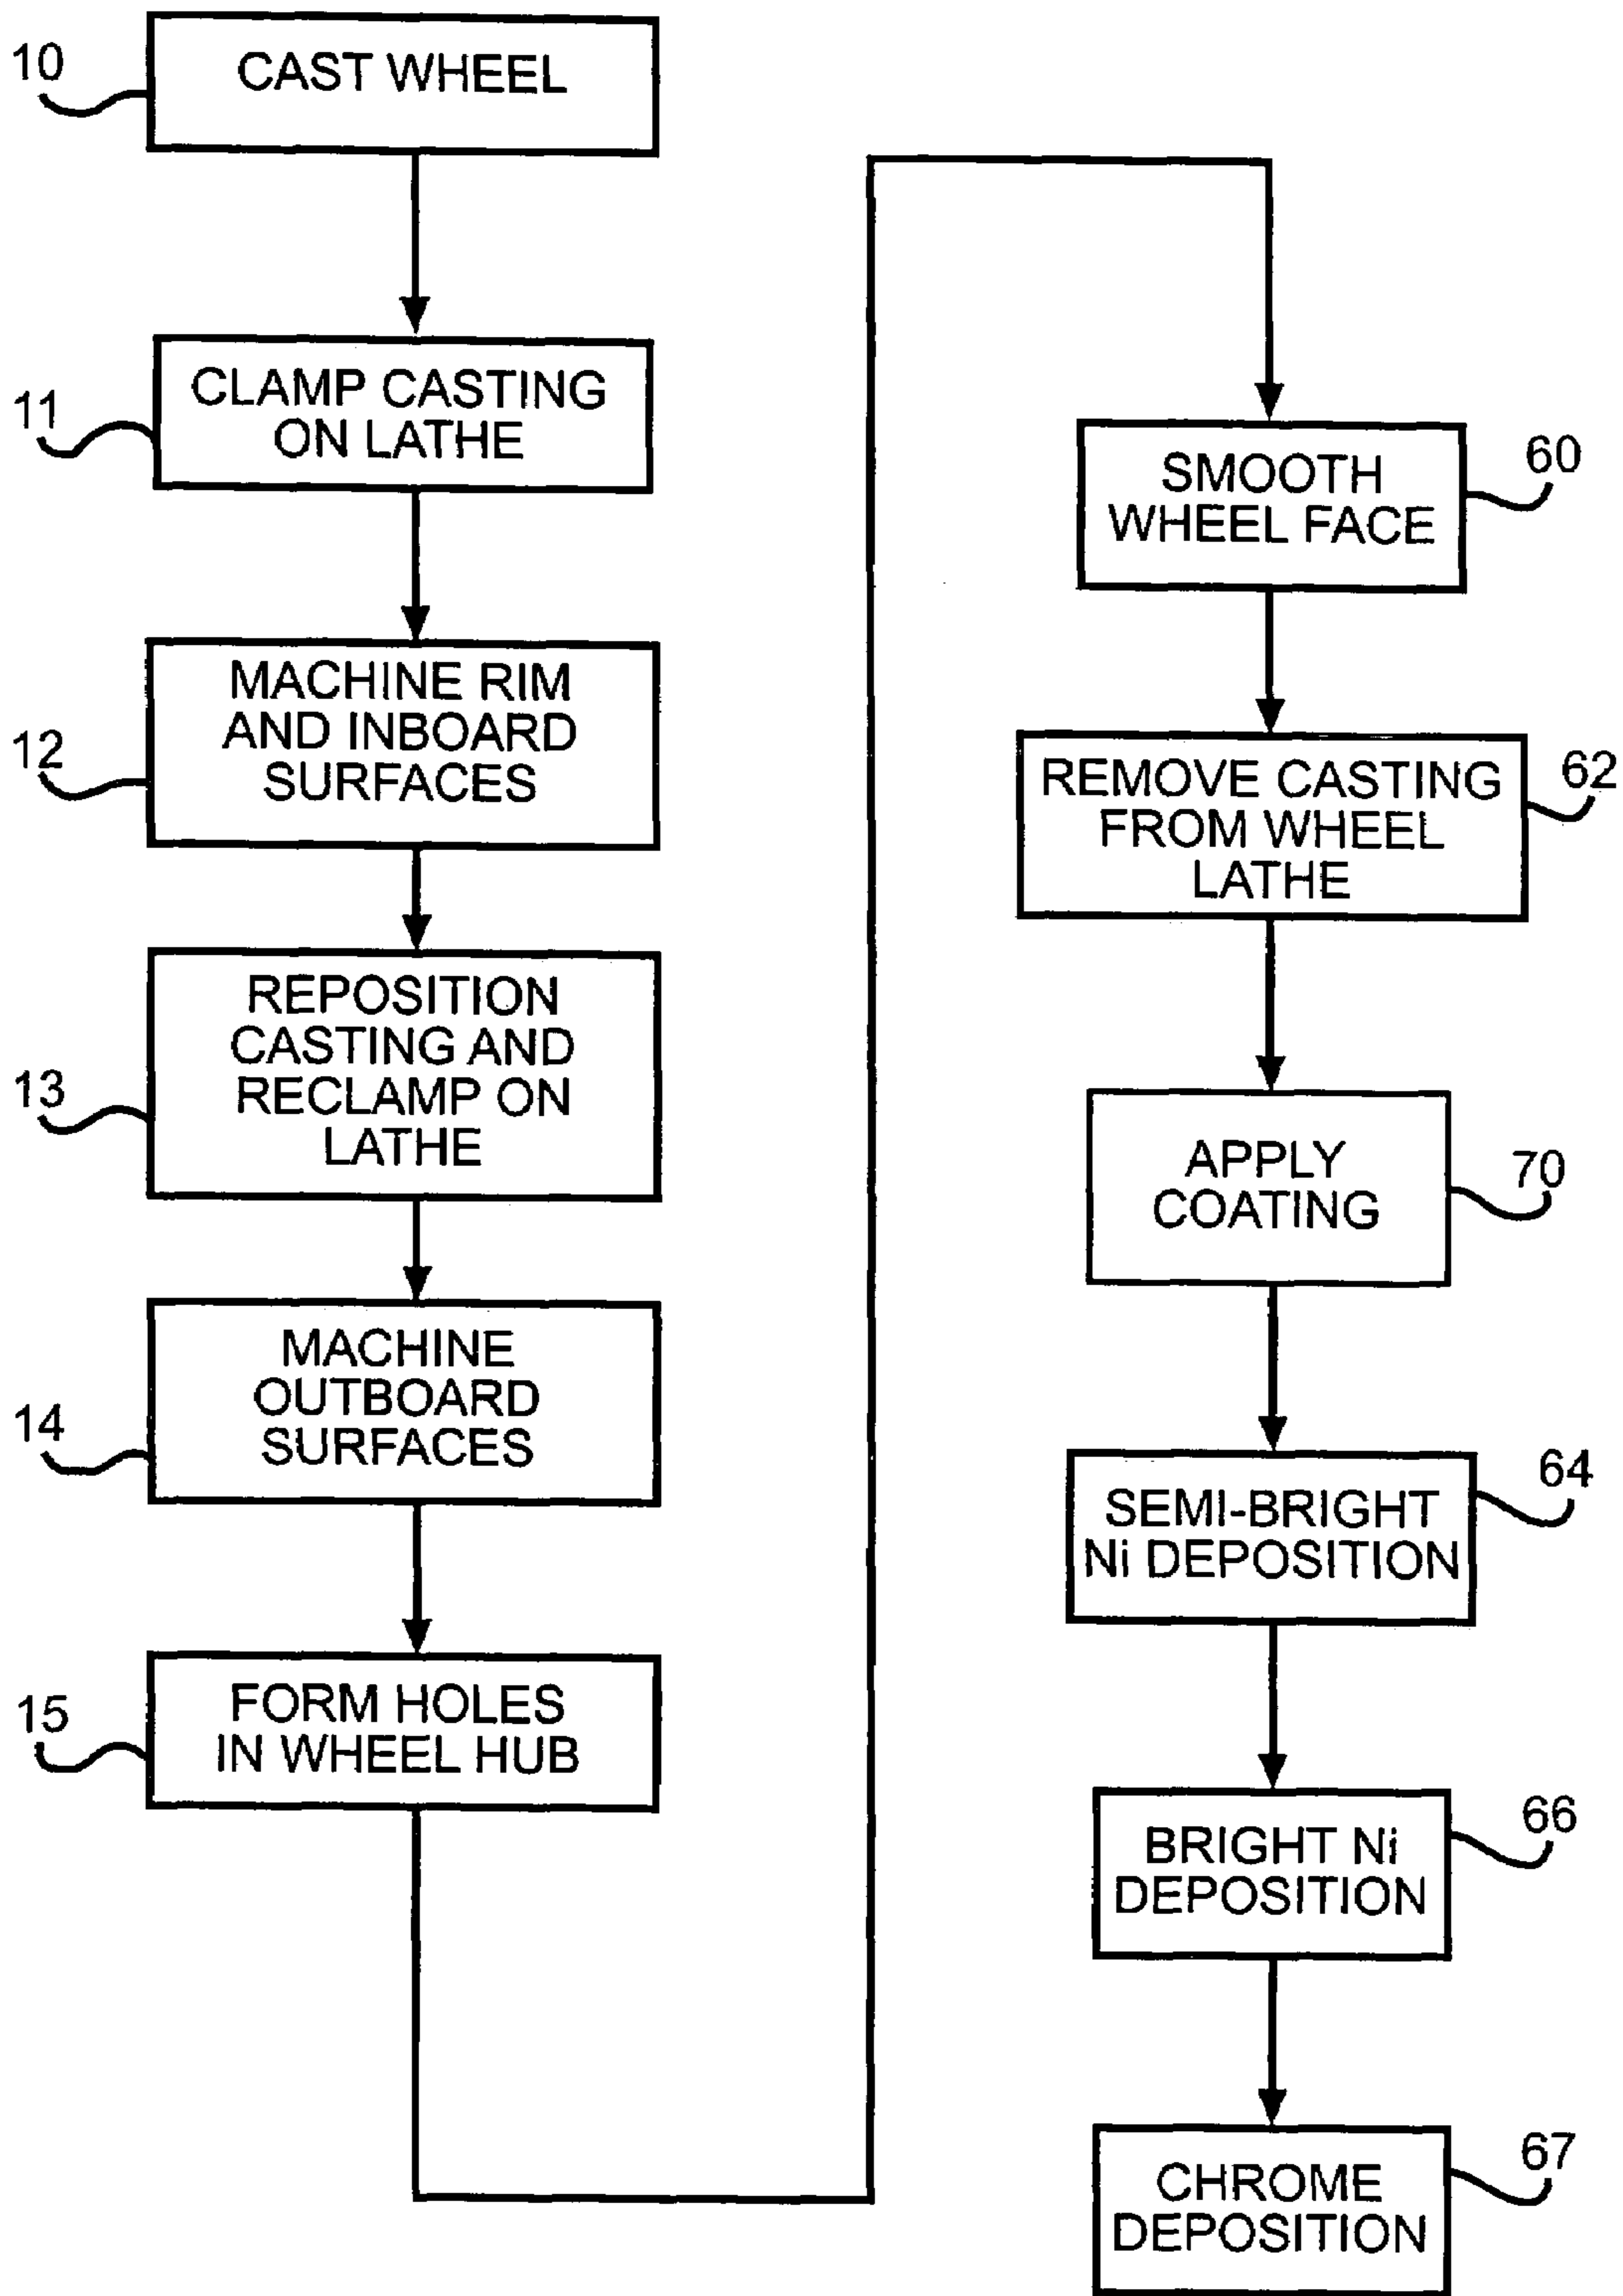 10
CAST WHEEL
11
CLAMP CASTING
ON LATHE
12
MACHINE RIM
AND INBOARD
SURFACES
13
REPOSITION
CASTING AND
RECLAMP ON
LATHE
14
MACHINE
OUTBOARD
SURFACES
15
FORM HOLES
IN WHEEL HUB
60
SMOOTH
WHEEL FACE
62
REMOVE CASTING
FROM WHEEL
LATHE
70
APPLY
COATING
64
SEMI-BRIGHT
Ni DEPOSITION
66
BRIGHT Ni
DEPOSITION
67
CHROME
DEPOSITION